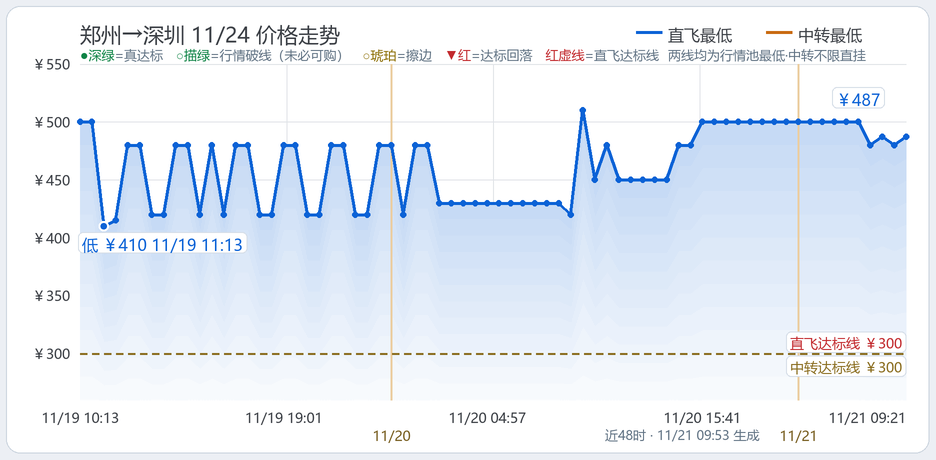 郑州→深圳 11/24 价格走势
直飞最低 中转最低
●深绿=真达标 ○描绿=行情破线（未必可购） ○琥珀=擦边 ▼红=达标回落 红虚线=直飞达标线 两线均为行情池最低·中转不限直挂
￥550
￥500
￥450
￥400
￥350
￥300
￥487
低 ￥410 11/19 11:13
直飞达标线 ￥300
中转达标线 ￥300
11/19 10:13 11/19 19:01 11/20 04:57 11/20 15:41 11/21 09:21
11/20 近48时 · 11/21 09:53 生成 11/21